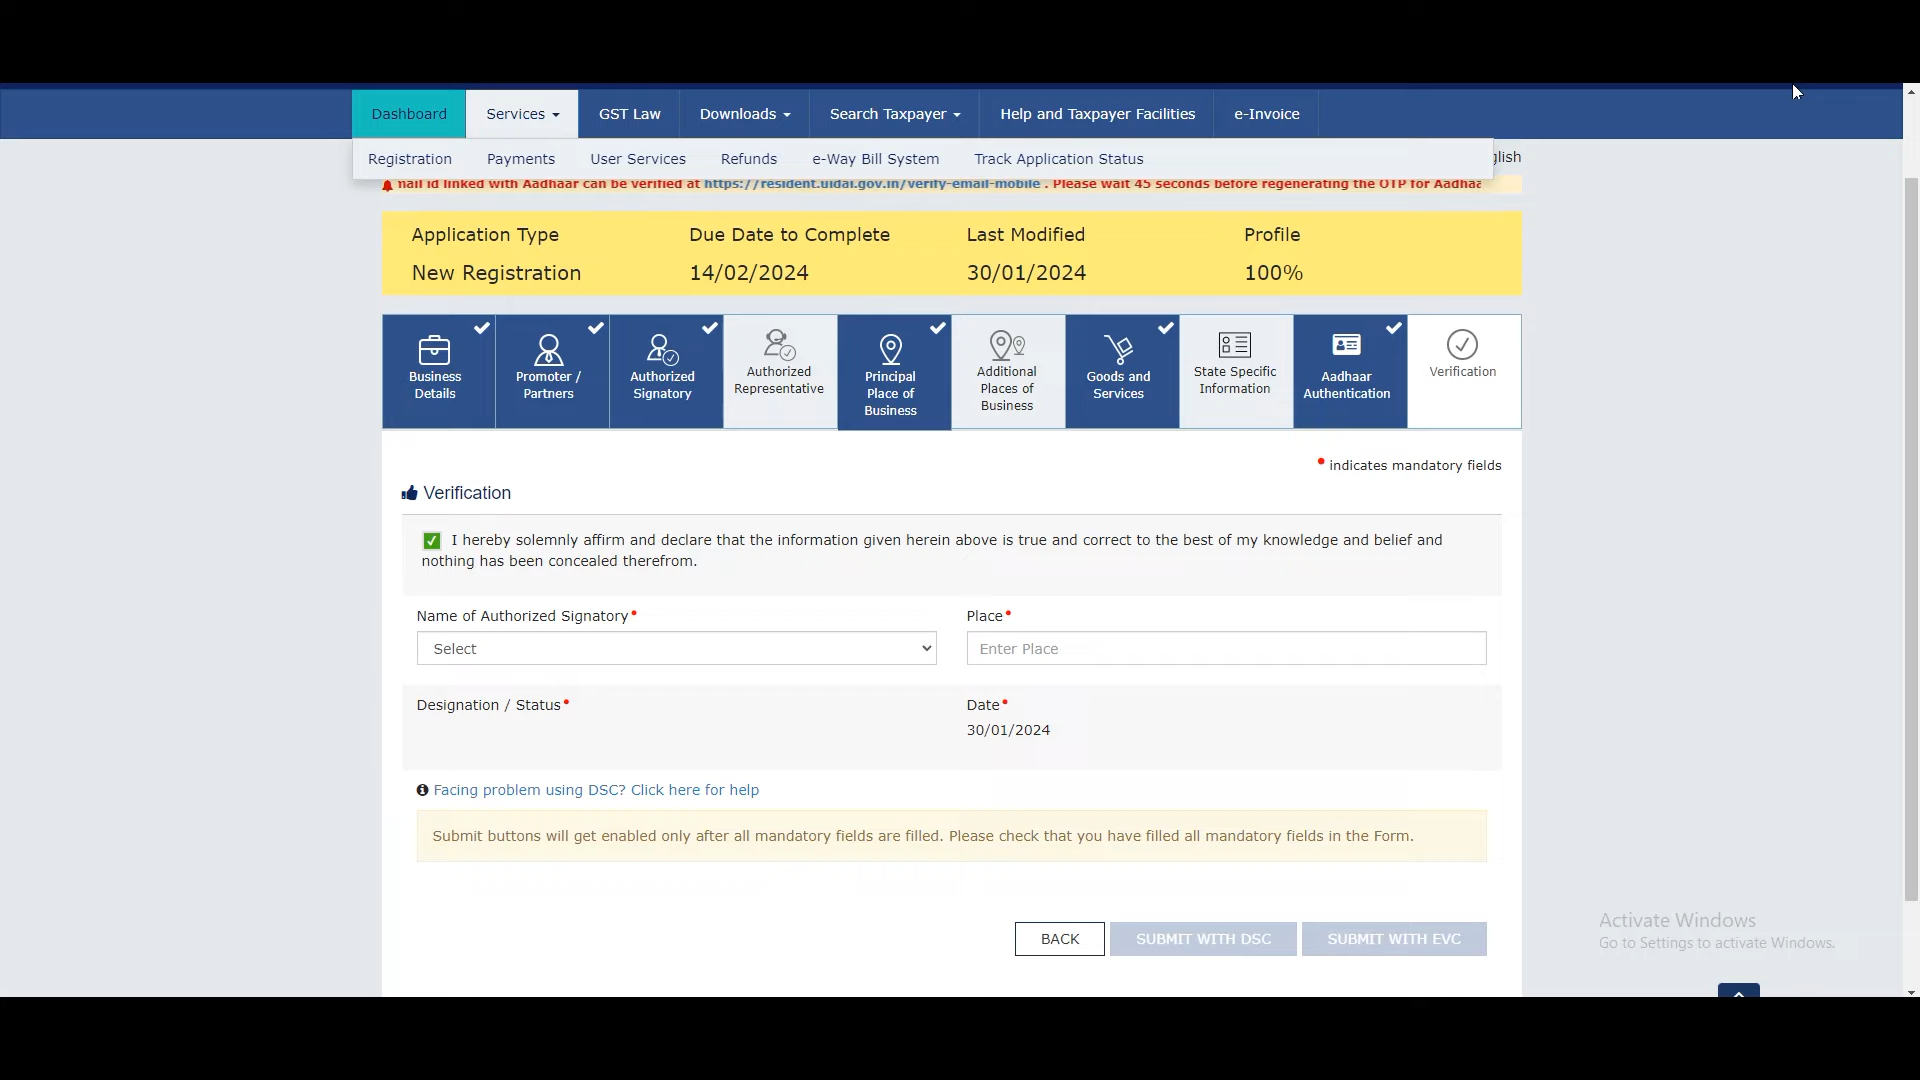 Dashboard Services GST Law Downloads Search Taxpayer Help and Taxpayer Facilities e-Invoice
Registration Payments User Services Refunds e-Way Bill System Track Application Status
glish
nail id linked with Aadhaar can be verified at https://resident.uidai.gov.in/verify-email-mobile . Please wait 45 seconds before regenerating the OTP for Aadhaa
Application Type Due Date to Complete Last Modified Profile
New Registration 14/02/2024 30/01/2024 100%
Business Details
Promoter / Partners
Authorized Signatory
Authorized Representative
Principal Place of Business
Additional Places of Business
Goods and Services
State Specific Information
Aadhaar Authentication
Verification
• indicates mandatory fields
Verification
I hereby solemnly affirm and declare that the information given herein above is true and correct to the best of my knowledge and belief and
nothing has been concealed therefrom.
Name of Authorized Signatory• Place•
Select Enter Place
Designation / Status• Date•
30/01/2024
Facing problem using DSC? Click here for help
Submit buttons will get enabled only after all mandatory fields are filled. Please check that you have filled all mandatory fields in the Form.
BACK SUBMIT WITH DSC SUBMIT WITH EVC
Activate Windows
Go to Settings to activate Windows.